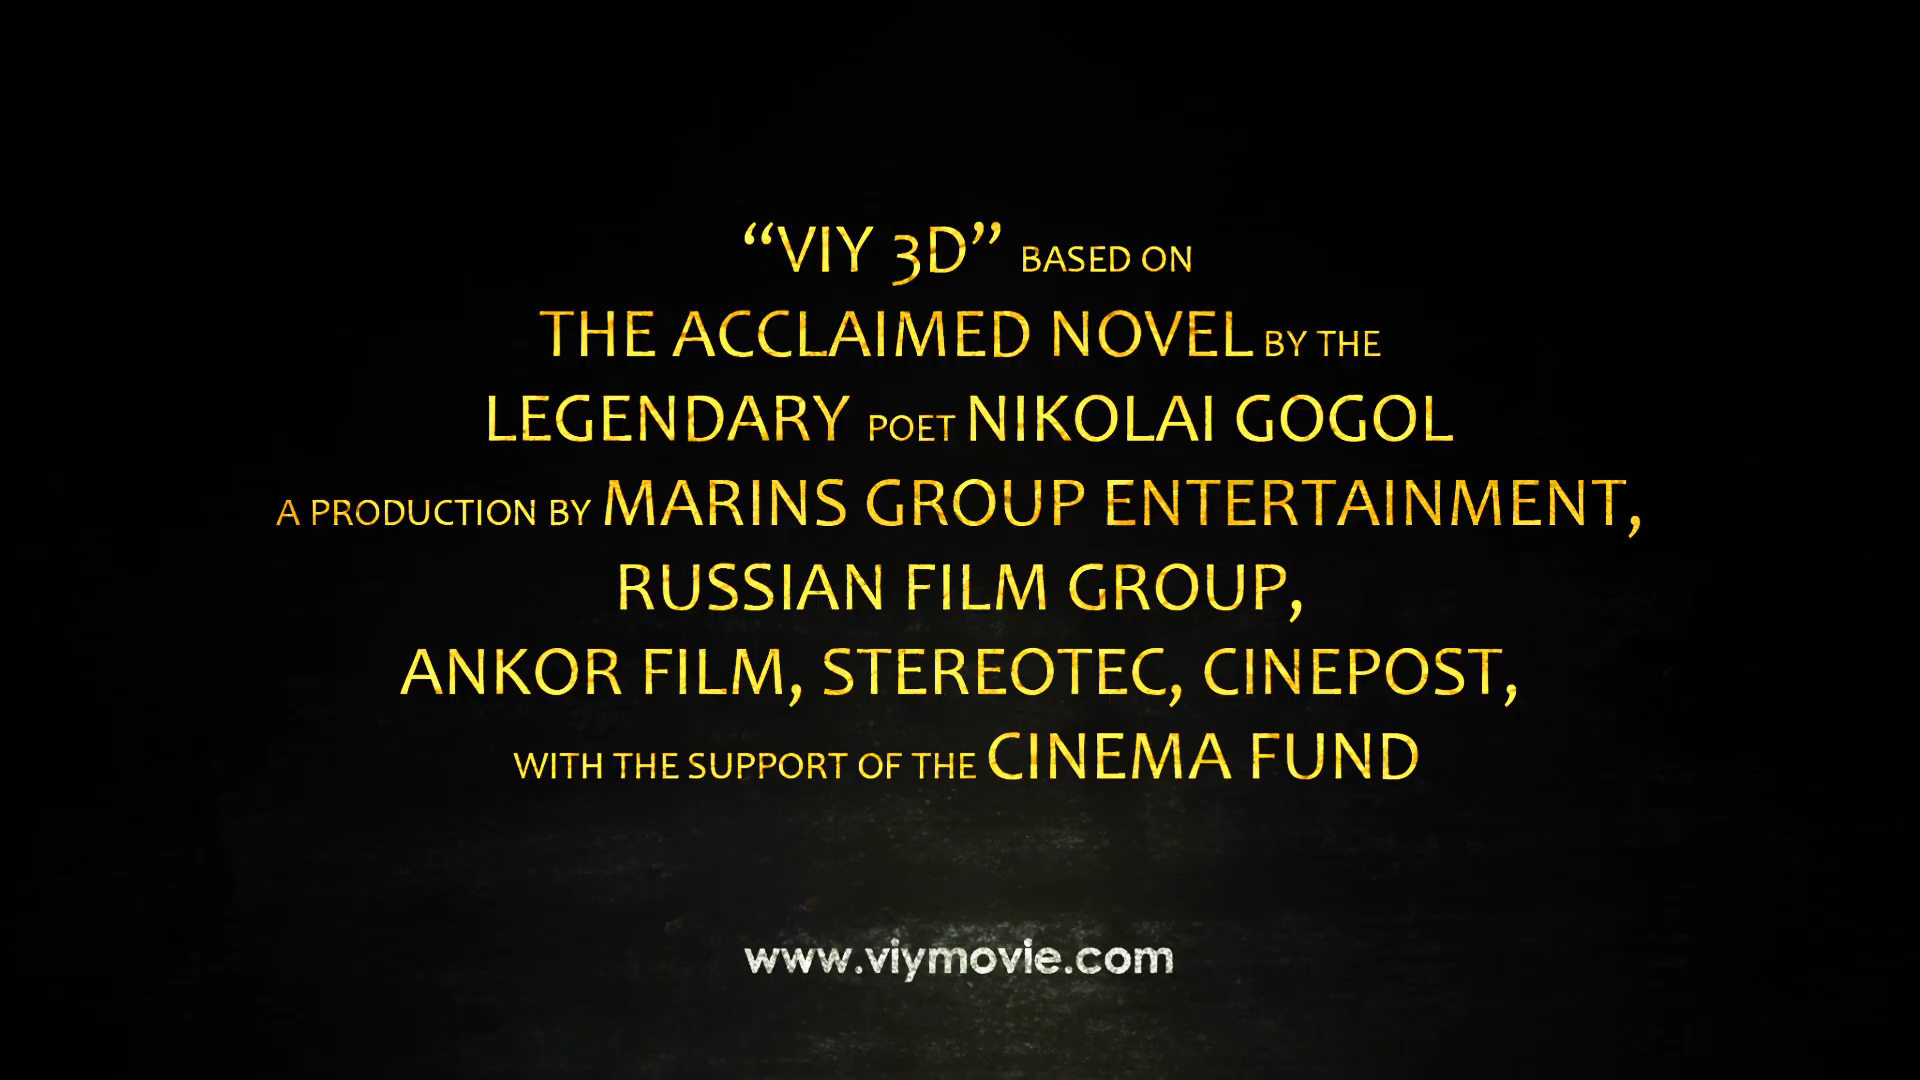 “VIY 3D” BASED ON
THE ACCLAIMED NOVEL BY THE
LEGENDARY POET NIKOLAI GOGOL
A PRODUCTION BY MARINS GROUP ENTERTAINMENT,
RUSSIAN FILM GROUP,
ANKOR FILM, STEREOTEC, CINEPOST,
WITH THE SUPPORT OF THE CINEMA FUND
www.viymovie.com